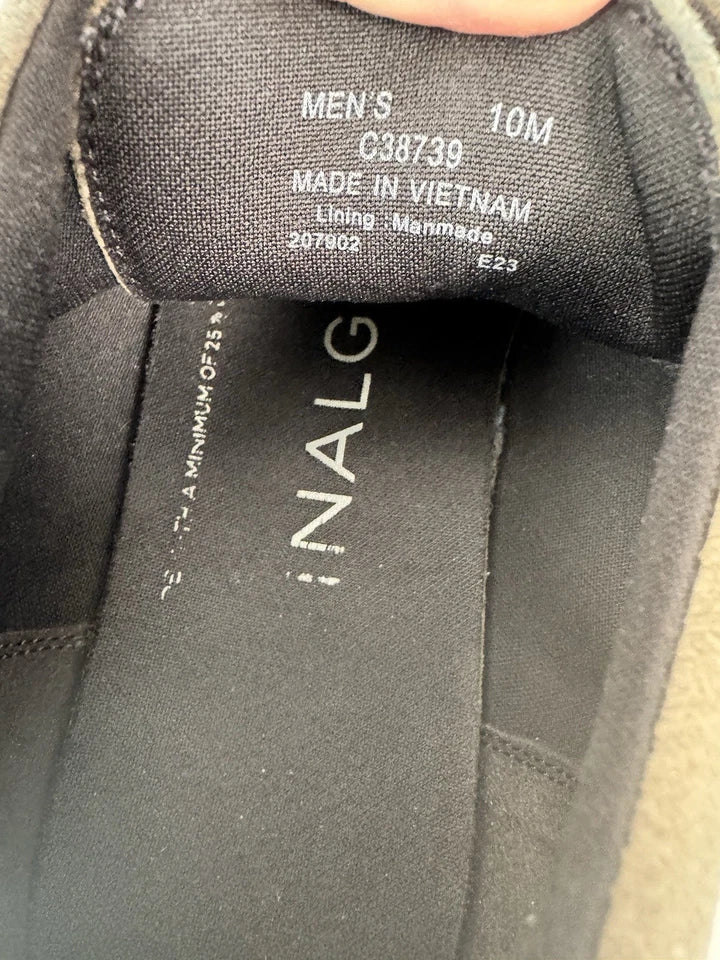 MEN'S 10M
C38739
MADE IN VIETNAM
Lining : Manmade
207902 E23
A MINIMUM OF 25%
NALG